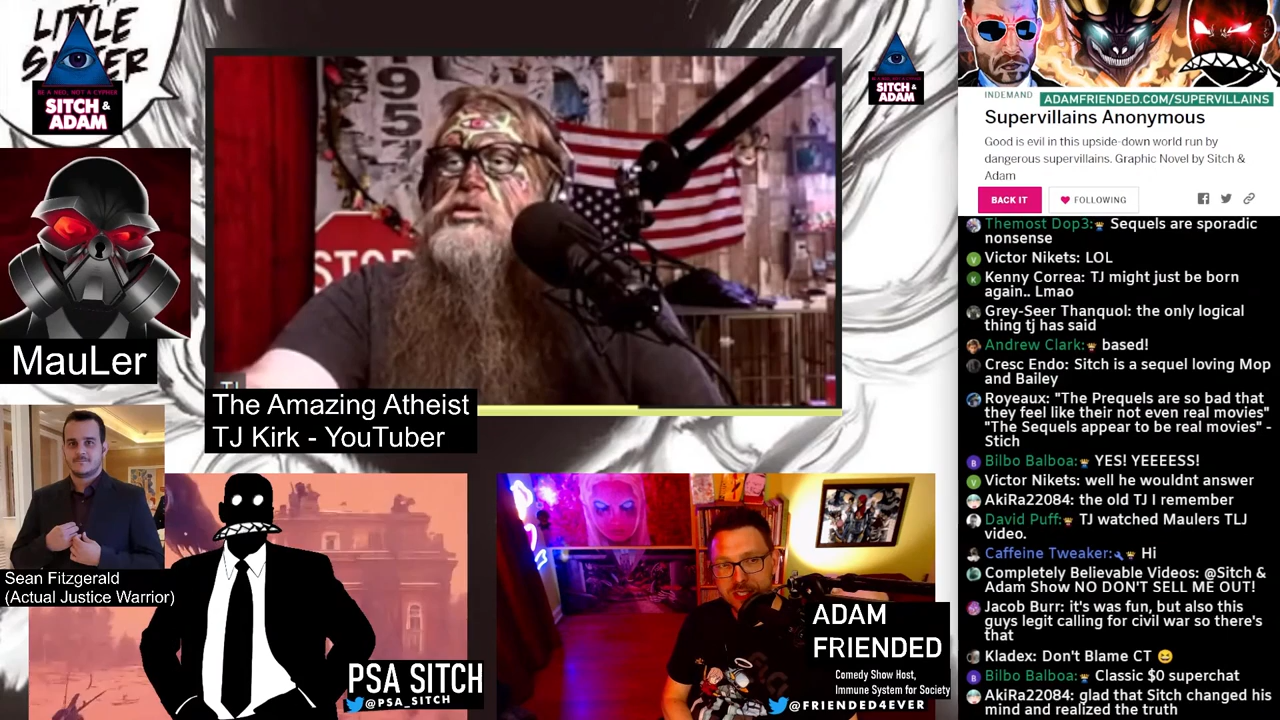 LITTLE
SISTER
BE A NEO, NOT A CYPHER
SITCH &
ADAM
MauLer
1957
STOP
TJ
The Amazing Atheist
TJ Kirk - YouTuber
SITCH &
ADAM
Sean Fitzgerald
(Actual Justice Warrior)
PSA SITCH
@PSA_SITCH
ADAM
FRIENDED
Comedy Show Host,
Immune System for Society
@FRIENDED4EVER
INDEMAND
ADAMFRIENDED.COM/SUPERVILLAINS
Supervillains Anonymous
Good is evil in this upside-down world run by
dangerous supervillains. Graphic Novel by Sitch &
Adam
BACK IT
FOLLOWING
Themost Dop3: Sequels are sporadic
nonsense
Victor Nikets: LOL
Kenny Correa: TJ might just be born
again.. Lmao
Grey-Seer Thanquol: the only logical
thing tj has said
Andrew Clark: based!
Cresc Endo: Sitch is a sequel loving Mop
and Bailey
Royeaux: "The Prequels are so bad that
they feel like their not even real movies"
"The Sequels appear to be real movies" -
Stich
Bilbo Balboa: YES! YEEEESS!
Victor Nikets: well he wouldnt answer
AkiRa22084: the old TJ I remember
David Puff: TJ watched Maulers TLJ
video.
Caffeine Tweaker: Hi
Completely Believable Videos: @Sitch &
Adam Show NO DON'T SELL ME OUT!
Jacob Burr: it's was fun, but also this
guys legit calling for civil war so there's
that
Kladex: Don't Blame CT 😆
Bilbo Balboa: Classic $0 superchat
AkiRa22084: glad that Sitch changed his
mind and realized the truth